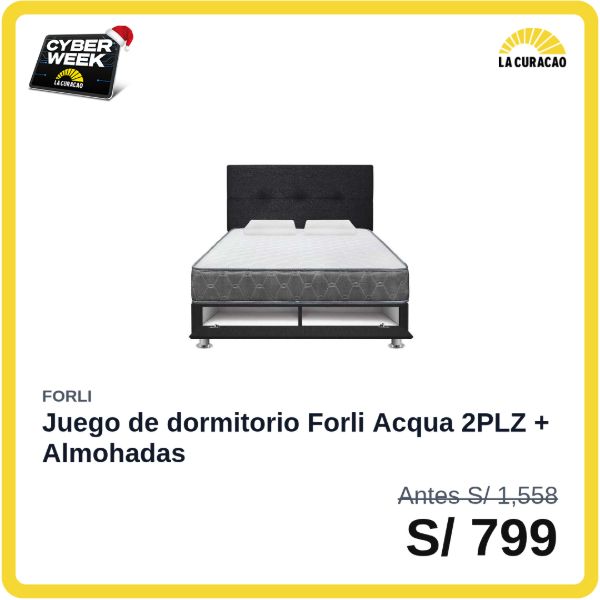 CYBER
WEEK
LA CURACAO
LA CURACAO
FORLI
Juego de dormitorio Forli Acqua 2PLZ +
Almohadas
Antes S/ 1,558
S/ 799